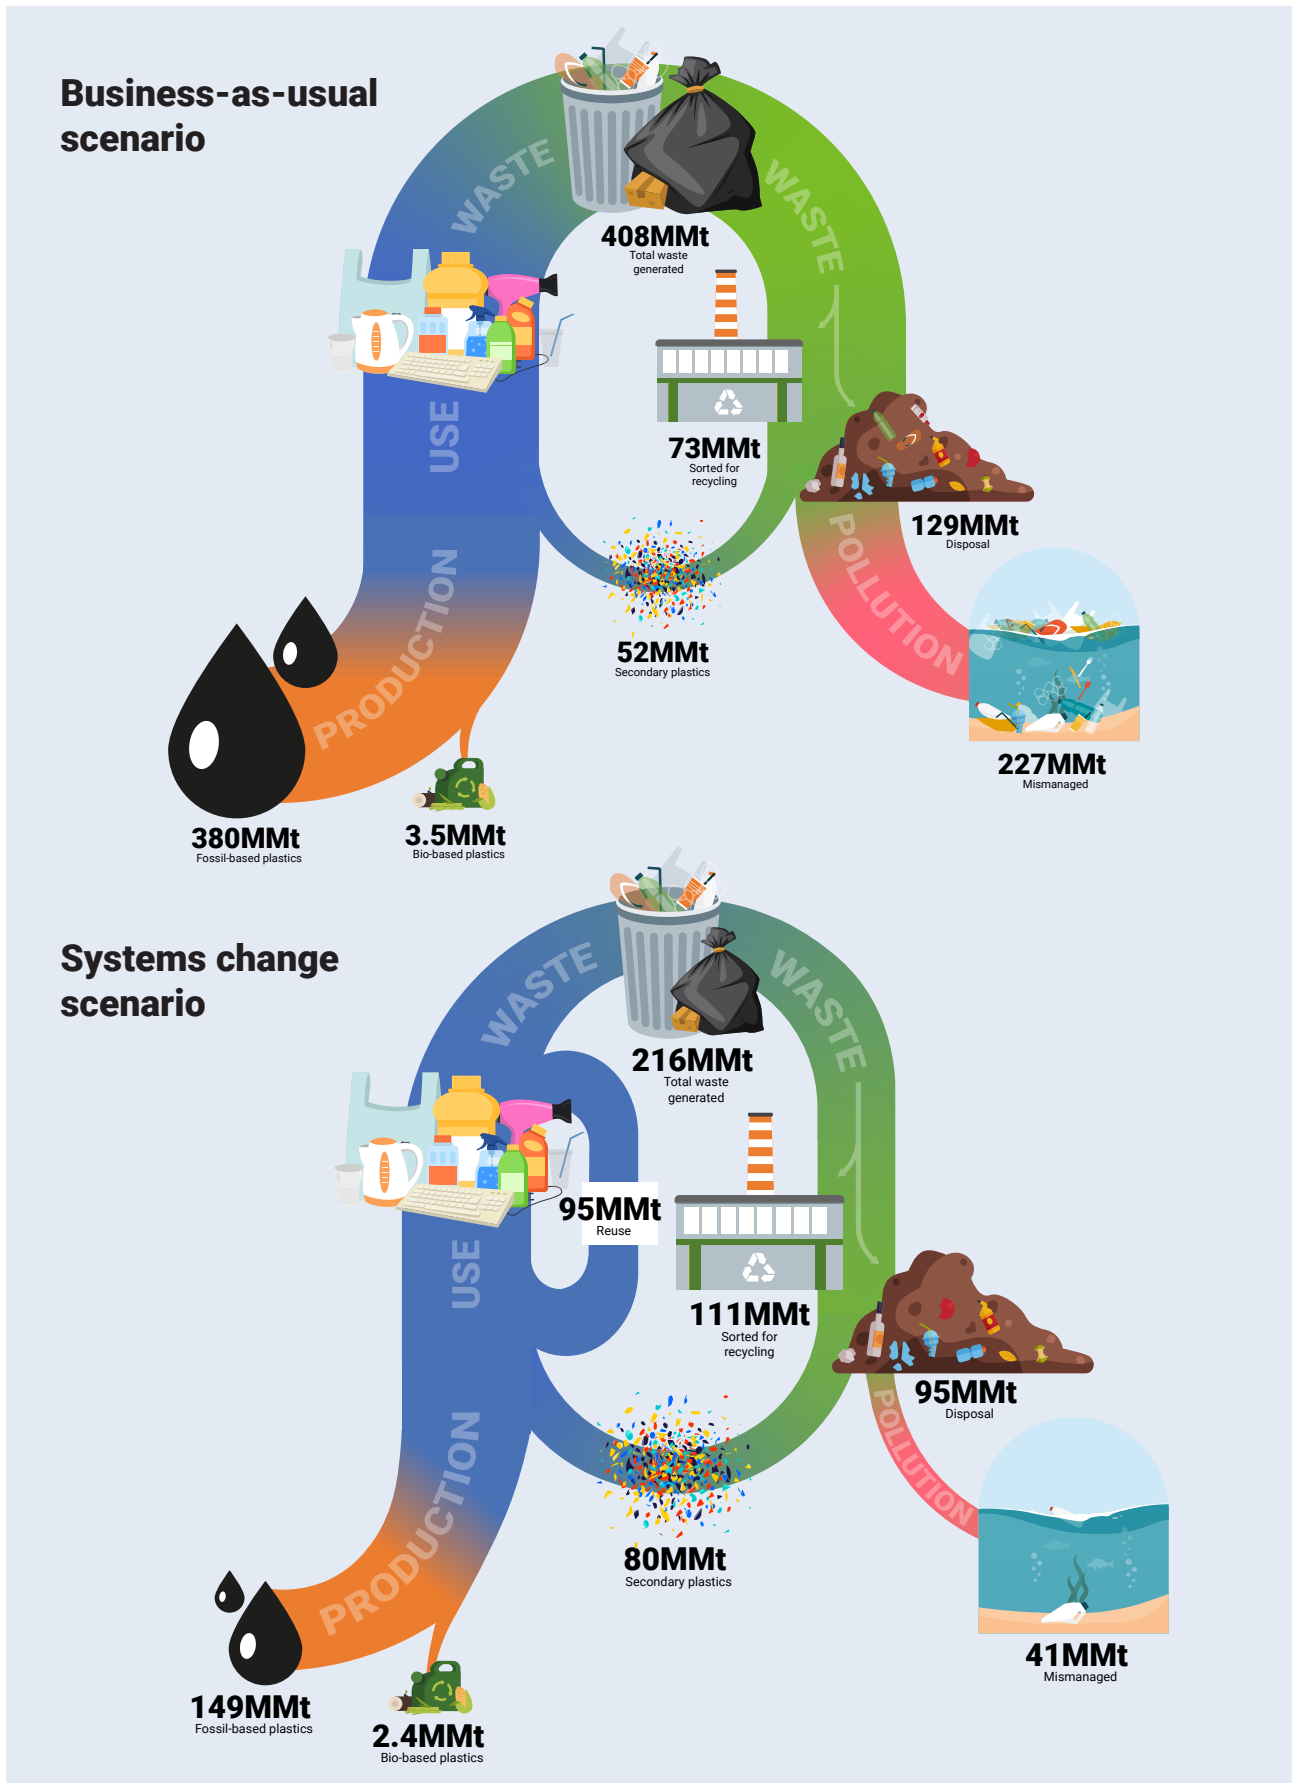 Business-as-usual
scenario
WASTE
WASTE
408MMt
Total waste
generated
73MMt
Sorted for
recycling
USE
129MMt
Disposal
POLLUTION
PRODUCTION
52MMt
Secondary plastics
227MMt
Mismanaged
380MMt
Fossil-based plastics
3.5MMt
Bio-based plastics
Systems change
scenario
WASTE
WASTE
216MMt
Total waste
generated
95MMt
Reuse
USE
111MMt
Sorted for
recycling
95MMt
Disposal
POLLUTION
PRODUCTION
80MMt
Secondary plastics
41MMt
Mismanaged
149MMt
Fossil-based plastics
2.4MMt
Bio-based plastics